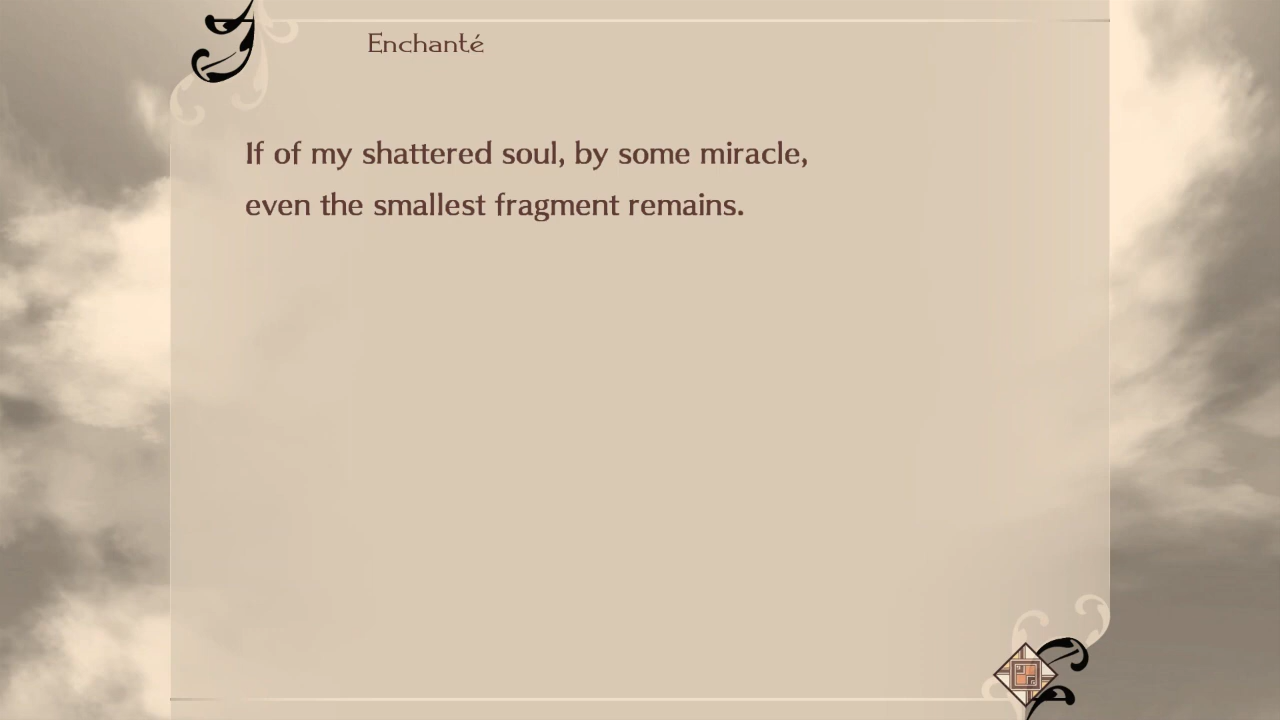 Enchanté
If of my shattered soul, by some miracle,
even the smallest fragment remains.